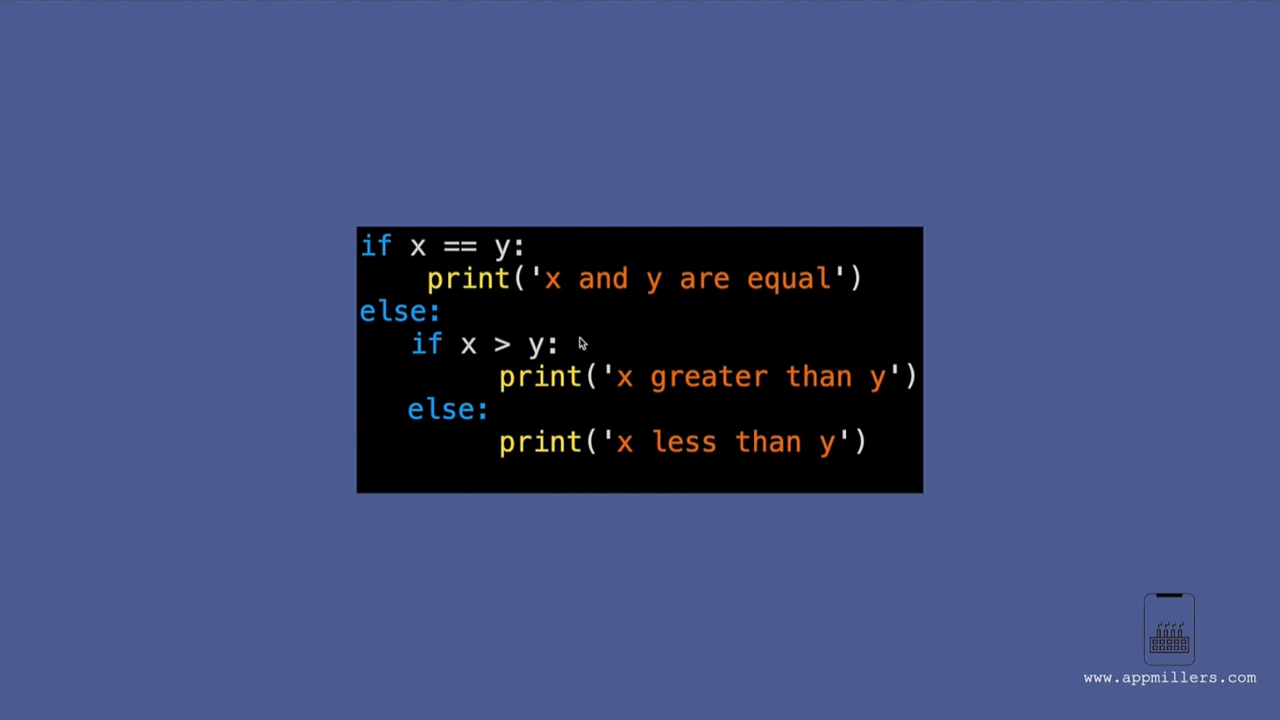 if x == y:
    print('x and y are equal')
else:
   if x > y:
        print('x greater than y')
   else:
        print('x less than y')
www.appmillers.com